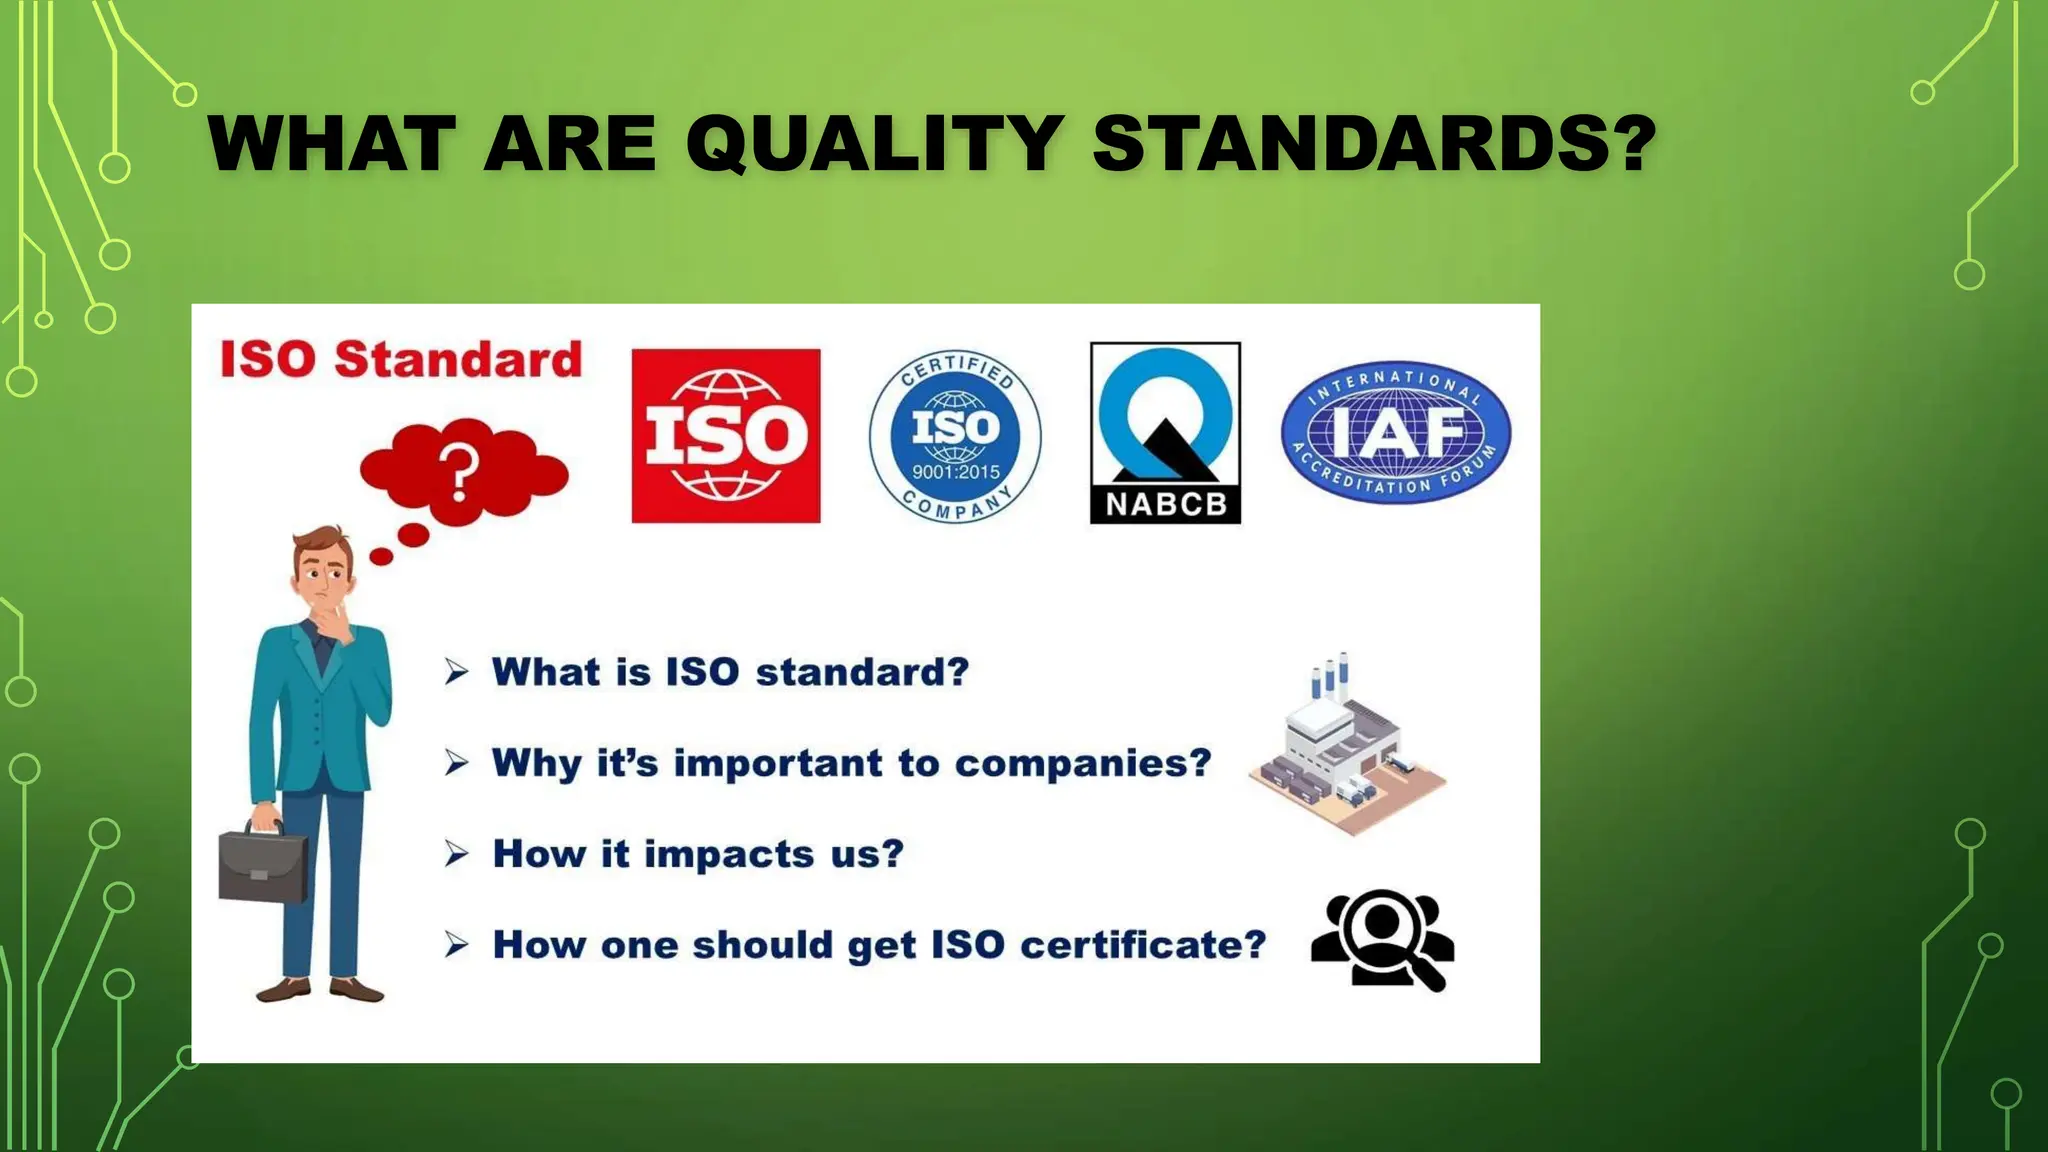 WHAT ARE QUALITY STANDARDS?
ISO Standard
?
ISO
CERTIFIED
ISO
9001:2015
COMPANY
NABCB
INTERNATIONAL
IAF
ACCREDITATION FORUM
➢ What is ISO standard?
➢ Why it’s important to companies?
➢ How it impacts us?
➢ How one should get ISO certificate?